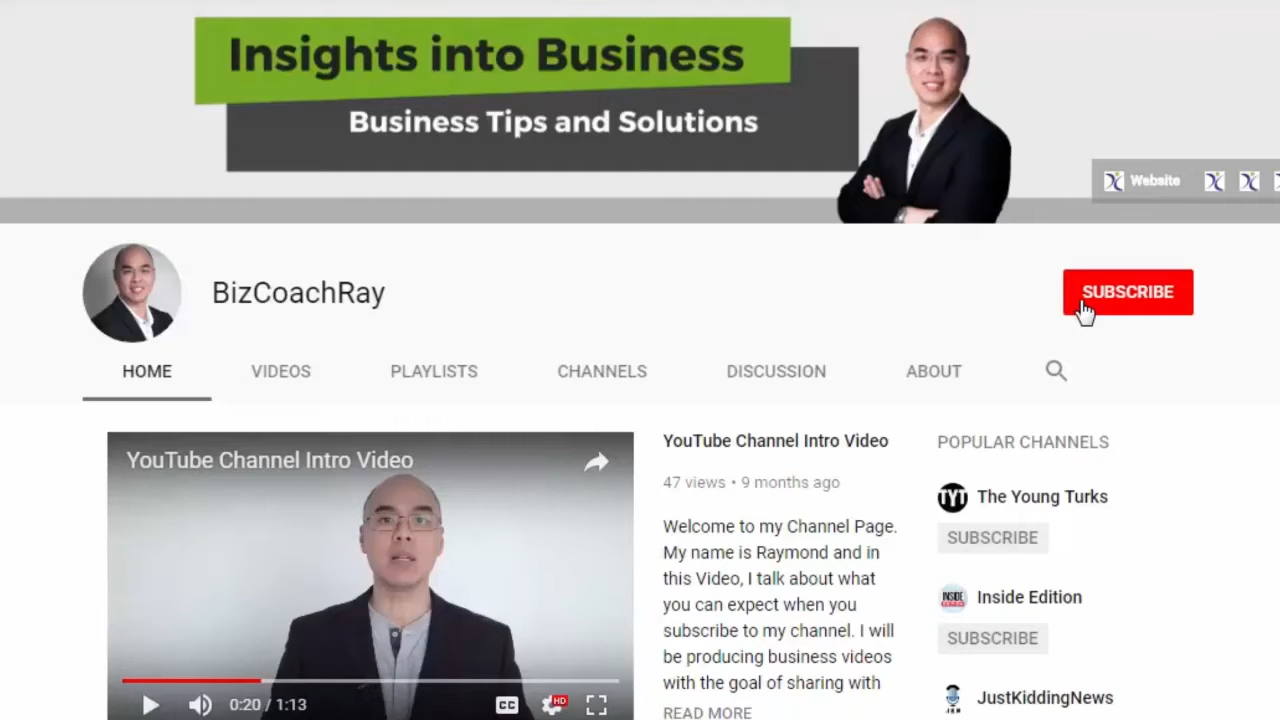 Insights into Business
Business Tips and Solutions
Website
BizCoachRay
SUBSCRIBE
HOME
VIDEOS
PLAYLISTS
CHANNELS
DISCUSSION
ABOUT
YouTube Channel Intro Video
0:20 / 1:13
CC
HD
YouTube Channel Intro Video
47 views • 9 months ago
Welcome to my Channel Page.
My name is Raymond and in
this Video, I talk about what
you can expect when you
subscribe to my channel. I will
be producing business videos
with the goal of sharing with
READ MORE
POPULAR CHANNELS
TYT
The Young Turks
SUBSCRIBE
INSIDE
Inside Edition
SUBSCRIBE
JustKiddingNews